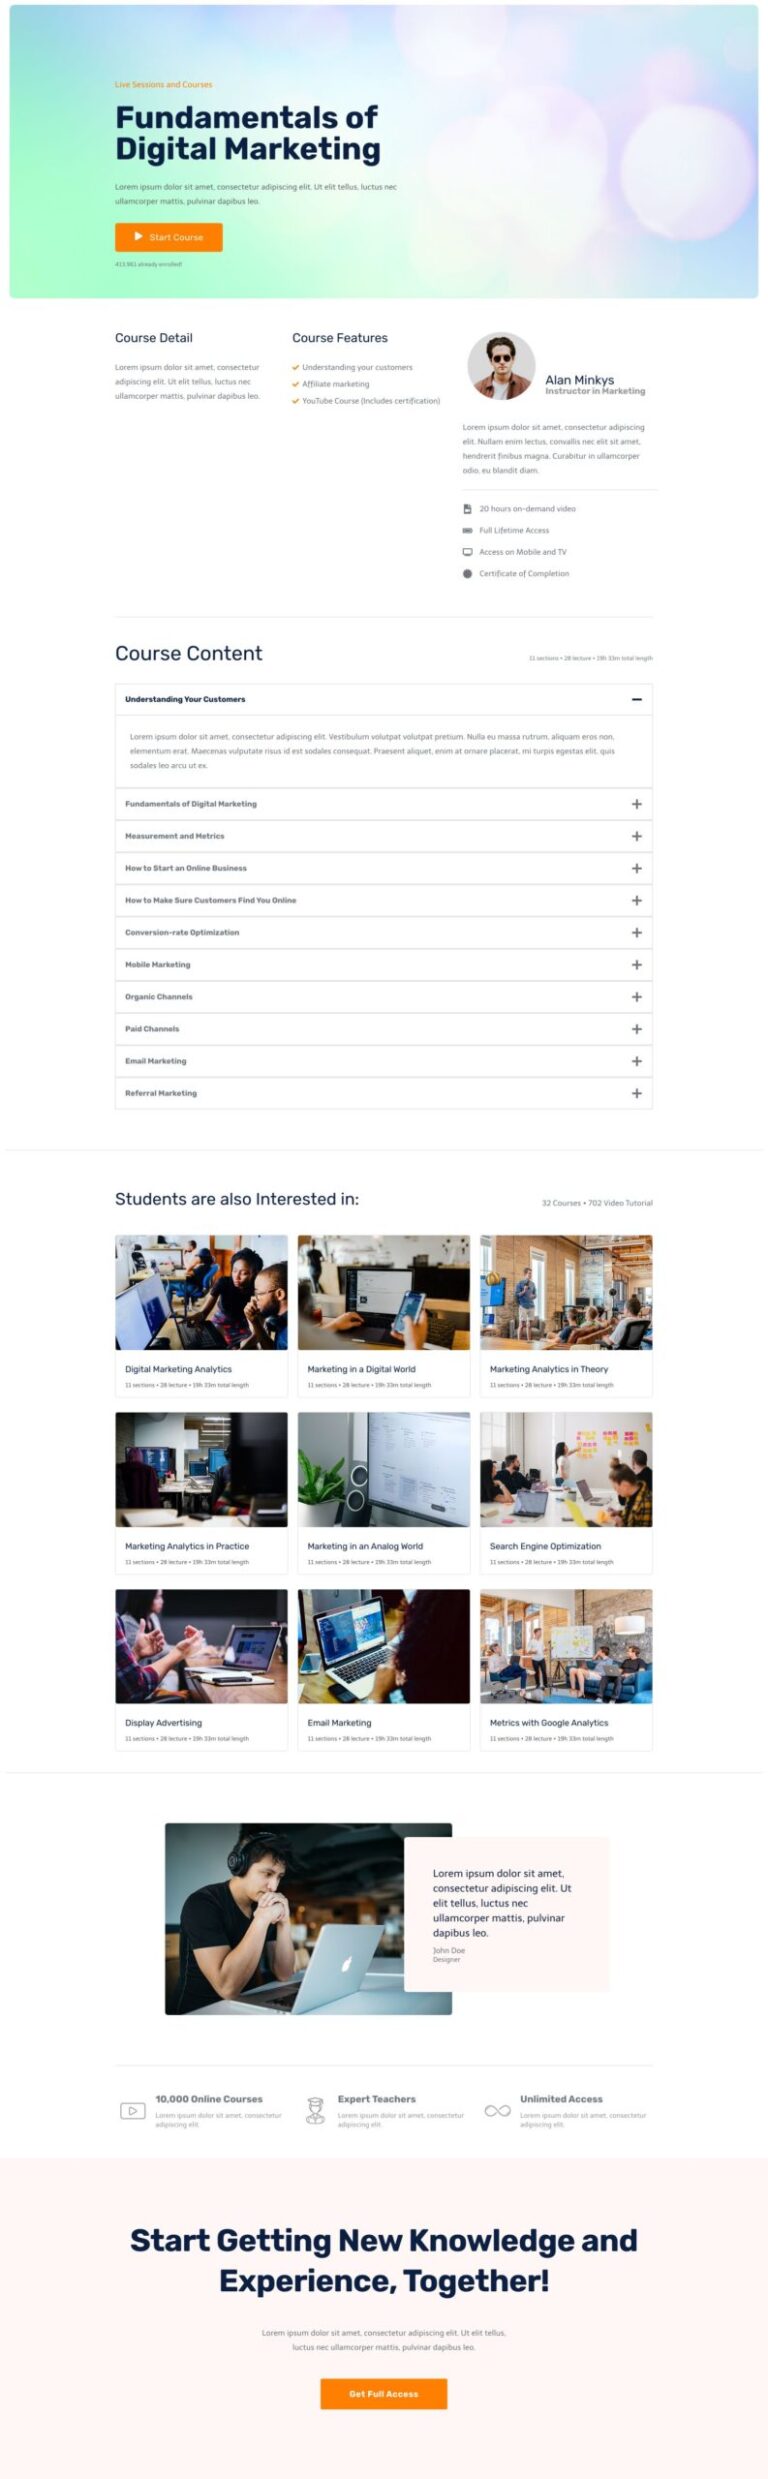 Live Sessions and Courses
Fundamentals of
Digital Marketing
Lorem ipsum dolor sit amet, consectetur adipiscing elit. Ut elit tellus, luctus nec
ullamcorper mattis, pulvinar dapibus leo.
Start Course
413,961 already enrolled!
Course Detail
Lorem ipsum dolor sit amet, consectetur
adipiscing elit. Ut elit tellus, luctus nec
ullamcorper mattis, pulvinar dapibus leo.
Course Features
Understanding your customers
Affiliate marketing
YouTube Course (Includes certification)
Alan Minkys
Instructor in Marketing
Lorem ipsum dolor sit amet, consectetur adipiscing
elit. Nullam enim lectus, convallis nec elit sit amet,
hendrerit finibus magna. Curabitur in ullamcorper
odio, eu blandit diam.
20 hours on-demand video
Full Lifetime Access
Access on Mobile and TV
Certificate of Completion
Course Content
11 sections • 28 lecture • 19h 33m total length
Understanding Your Customers
Lorem ipsum dolor sit amet, consectetur adipiscing elit. Vestibulum volutpat volutpat pretium. Nulla eu massa rutrum, aliquam eros non,
elementum erat. Maecenas vulputate risus id est sodales consequat. Praesent aliquet, enim at ornare placerat, mi turpis egestas elit, quis
sodales leo arcu ut ex.
Fundamentals of Digital Marketing
Measurement and Metrics
How to Start an Online Business
How to Make Sure Customers Find You Online
Conversion-rate Optimization
Mobile Marketing
Organic Channels
Paid Channels
Email Marketing
Referral Marketing
Students are also Interested in:
32 Courses • 702 Video Tutorial
Digital Marketing Analytics
11 sections • 28 lecture • 19h 33m total length
Marketing in a Digital World
11 sections • 28 lecture • 19h 33m total length
Marketing Analytics in Theory
11 sections • 28 lecture • 19h 33m total length
Marketing Analytics in Practice
11 sections • 28 lecture • 19h 33m total length
Marketing in an Analog World
11 sections • 28 lecture • 19h 33m total length
Search Engine Optimization
11 sections • 28 lecture • 19h 33m total length
Display Advertising
11 sections • 28 lecture • 19h 33m total length
Email Marketing
11 sections • 28 lecture • 19h 33m total length
Metrics with Google Analytics
11 sections • 28 lecture • 19h 33m total length
Lorem ipsum dolor sit amet,
consectetur adipiscing elit. Ut
elit tellus, luctus nec
ullamcorper mattis, pulvinar
dapibus leo.
John Doe
Designer
10,000 Online Courses
Lorem ipsum dolor sit amet, consectetur
adipiscing elit.
Expert Teachers
Lorem ipsum dolor sit amet, consectetur
adipiscing elit.
Unlimited Access
Lorem ipsum dolor sit amet, consectetur
adipiscing elit.
Start Getting New Knowledge and
Experience, Together!
Lorem ipsum dolor sit amet, consectetur adipiscing elit. Ut elit tellus,
luctus nec ullamcorper mattis, pulvinar dapibus leo.
Get Full Access